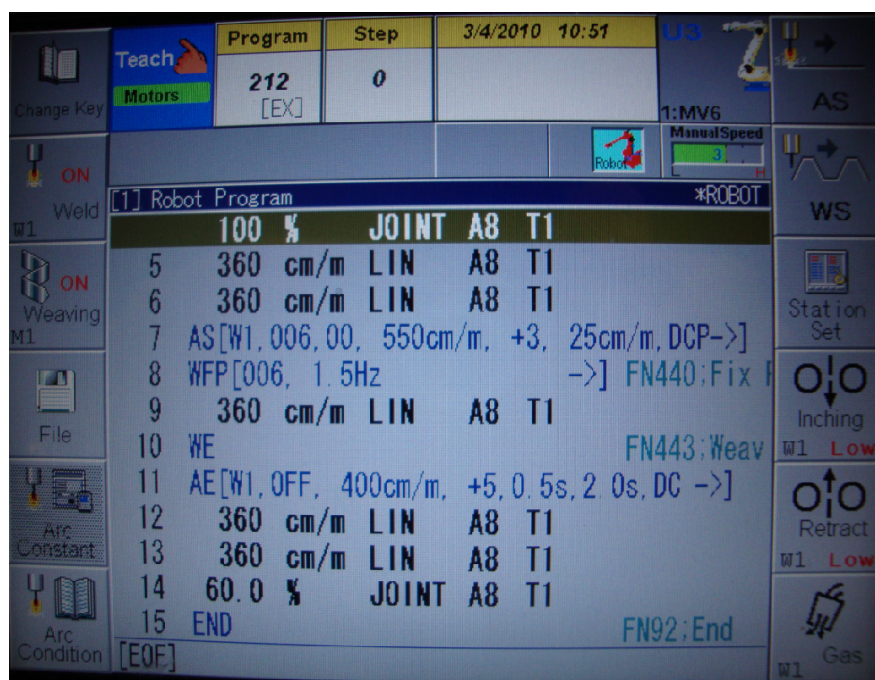 Teach
Motors
Program
212
[EX]
Step
0
3/4/2010 10:51
U3
1:MV6
Robot
Manual Speed
3
L H
Change Key
ON
Weld
W1
ON
Weaving
M1
File
Arc
Constant
Arc
Condition
[1] Robot Program *ROBOT
100 % JOINT A8 T1
5 360 cm/m LIN A8 T1
6 360 cm/m LIN A8 T1
7 AS[W1,006,00, 550cm/m, +3, 25cm/m,DCP->]
8 WFP[006, 1.5Hz ->] FN440;Fix
9 360 cm/m LIN A8 T1
10 WE FN443;Weav
11 AE[W1,OFF, 400cm/m, +5,0.5s,2.0s,DC ->]
12 360 cm/m LIN A8 T1
13 360 cm/m LIN A8 T1
14 60.0 % JOINT A8 T1
15 END FN92;End
[EOF]
AS
WS
Station
Set
Inching
W1 Low
Retract
W1 Low
Gas
W1